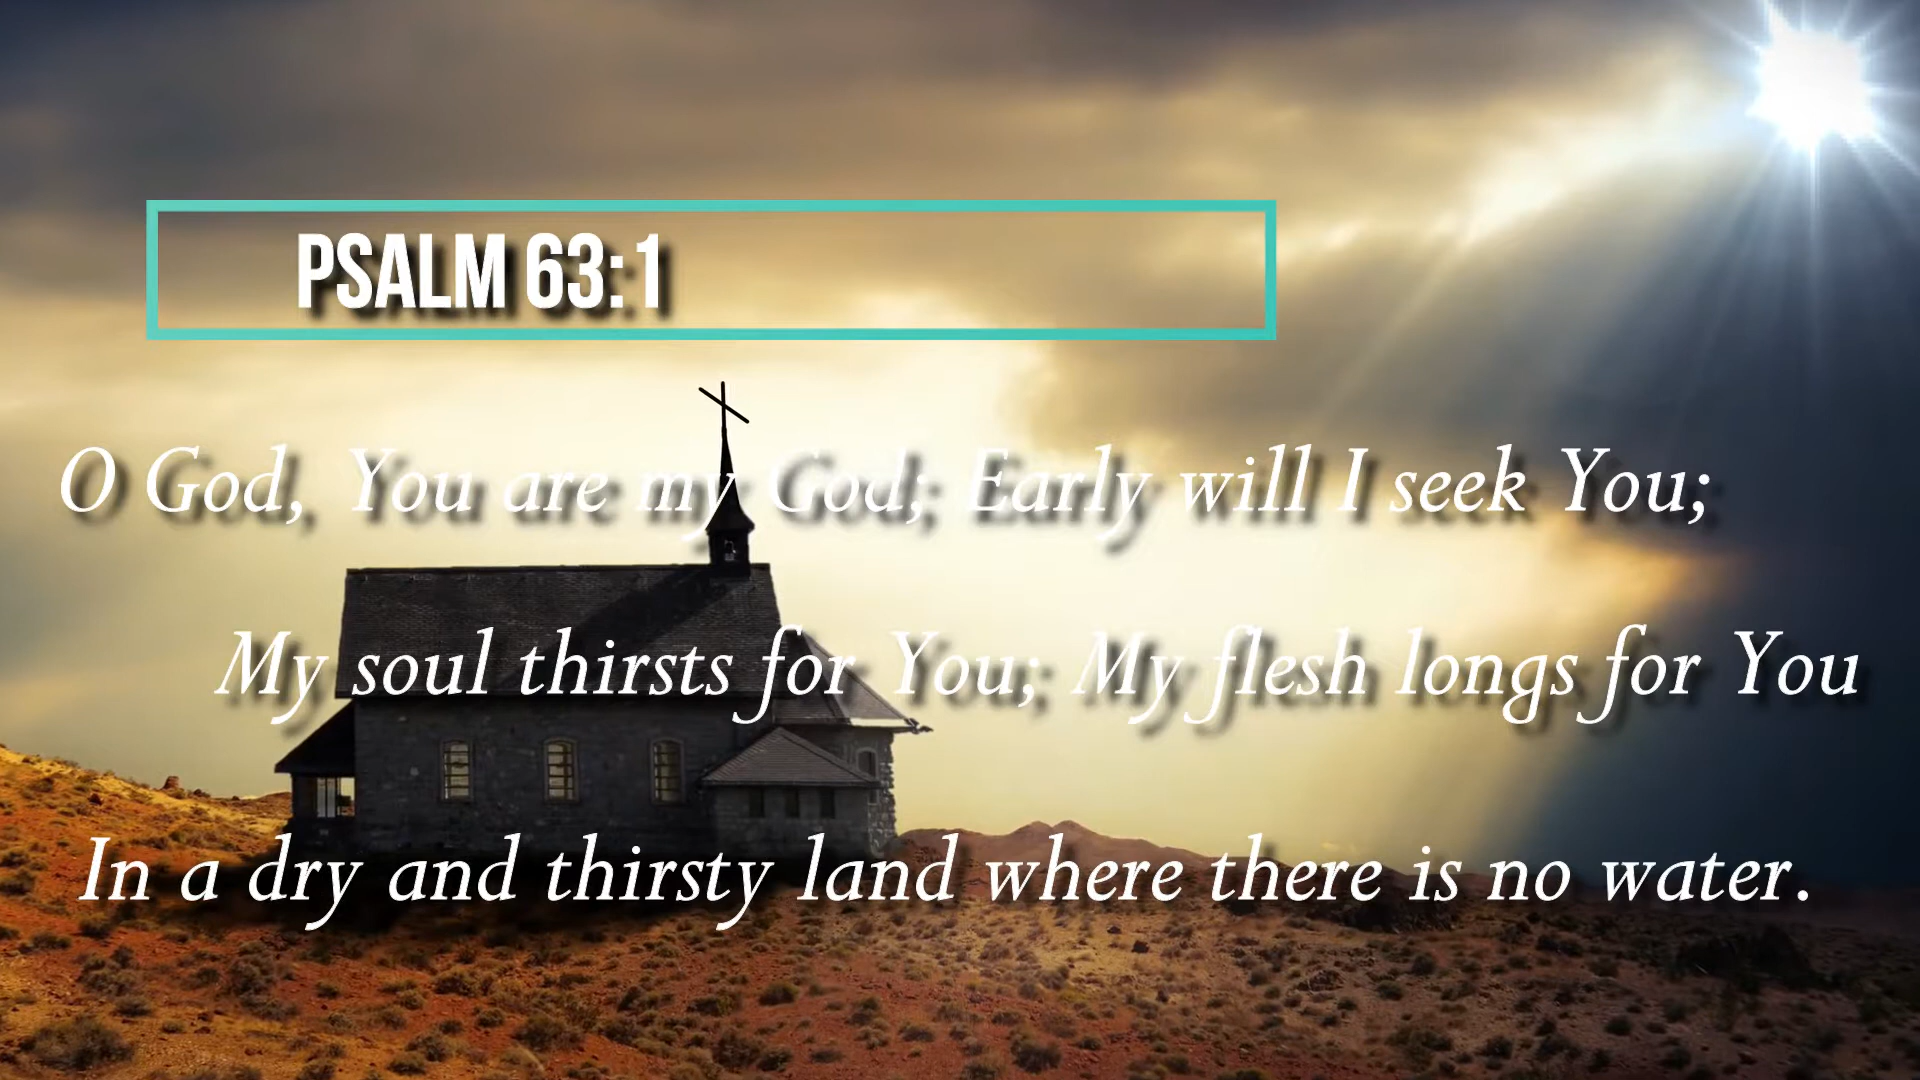 PSALM 63:1
O God, You are my God; Early will I seek You;
My soul thirsts for You; My flesh longs for You
In a dry and thirsty land where there is no water.